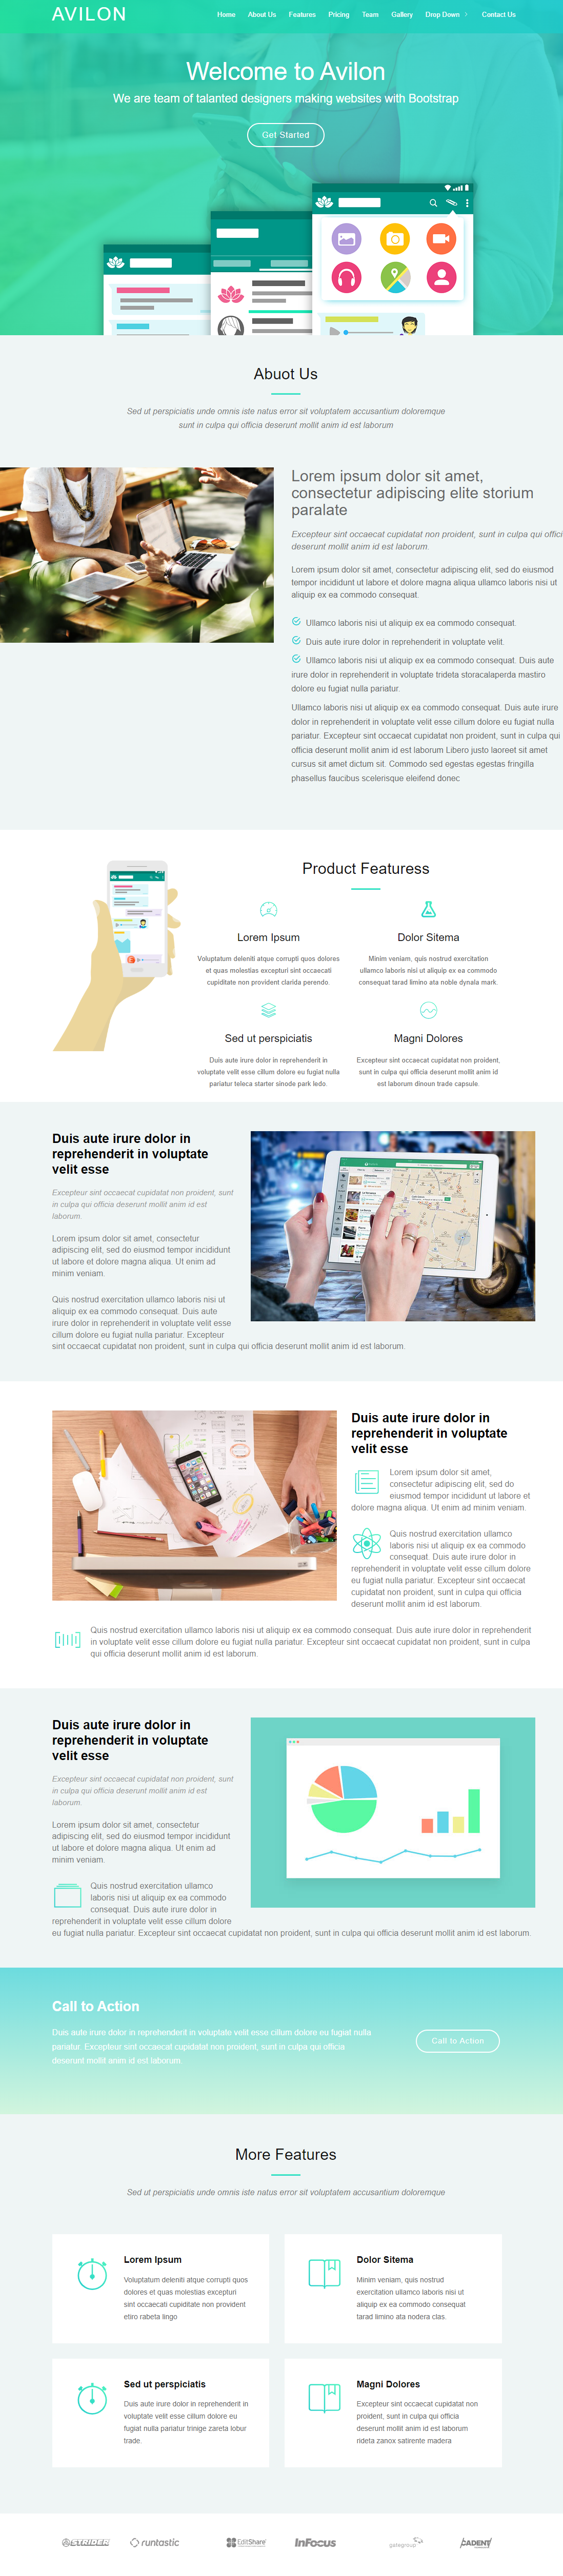 AVILON
Home About Us Features Pricing Team Gallery Drop Down Contact Us
Welcome to Avilon
We are team of talanted designers making websites with Bootstrap
Get Started
Abuot Us
Sed ut perspiciatis unde omnis iste natus error sit voluptatem accusantium doloremque
sunt in culpa qui officia deserunt mollit anim id est laborum
Lorem ipsum dolor sit amet,
consectetur adipiscing elite storium
paralate
Excepteur sint occaecat cupidatat non proident, sunt in culpa qui offici
deserunt mollit anim id est laborum.
Lorem ipsum dolor sit amet, consectetur adipiscing elit, sed do eiusmod
tempor incididunt ut labore et dolore magna aliqua ullamco laboris nisi ut
aliquip ex ea commodo consequat.
Ullamco laboris nisi ut aliquip ex ea commodo consequat.
Duis aute irure dolor in reprehenderit in voluptate velit.
Ullamco laboris nisi ut aliquip ex ea commodo consequat. Duis aute
irure dolor in reprehenderit in voluptate trideta storacalaperda mastiro
dolore eu fugiat nulla pariatur.
Ullamco laboris nisi ut aliquip ex ea commodo consequat. Duis aute irure
dolor in reprehenderit in voluptate velit esse cillum dolore eu fugiat nulla
pariatur. Excepteur sint occaecat cupidatat non proident, sunt in culpa qui
officia deserunt mollit anim id est laborum Libero justo laoreet sit amet
cursus sit amet dictum sit. Commodo sed egestas egestas fringilla
phasellus faucibus scelerisque eleifend donec
Product Featuress
Lorem Ipsum
Voluptatum deleniti atque corrupti quos dolores
et quas molestias excepturi sint occaecati
cupiditate non provident clarida perendo.
Dolor Sitema
Minim veniam, quis nostrud exercitation
ullamco laboris nisi ut aliquip ex ea commodo
consequat tarad limino ata noble dynala mark.
Sed ut perspiciatis
Duis aute irure dolor in reprehenderit in
voluptate velit esse cillum dolore eu fugiat nulla
pariatur teleca starter sinode park ledo.
Magni Dolores
Excepteur sint occaecat cupidatat non proident,
sunt in culpa qui officia deserunt mollit anim id
est laborum dinoun trade capsule.
Duis aute irure dolor in
reprehenderit in voluptate
velit esse
Excepteur sint occaecat cupidatat non proident, sunt
in culpa qui officia deserunt mollit anim id est
laborum.
Lorem ipsum dolor sit amet, consectetur
adipiscing elit, sed do eiusmod tempor incididunt
ut labore et dolore magna aliqua. Ut enim ad
minim veniam.
Quis nostrud exercitation ullamco laboris nisi ut
aliquip ex ea commodo consequat. Duis aute
irure dolor in reprehenderit in voluptate velit esse
cillum dolore eu fugiat nulla pariatur. Excepteur
sint occaecat cupidatat non proident, sunt in culpa qui officia deserunt mollit anim id est laborum.
Duis aute irure dolor in
reprehenderit in voluptate
velit esse
Lorem ipsum dolor sit amet,
consectetur adipiscing elit, sed do
eiusmod tempor incididunt ut labore et
dolore magna aliqua. Ut enim ad minim veniam.
Quis nostrud exercitation ullamco
laboris nisi ut aliquip ex ea commodo
consequat. Duis aute irure dolor in
reprehenderit in voluptate velit esse cillum dolore
eu fugiat nulla pariatur. Excepteur sint occaecat
cupidatat non proident, sunt in culpa qui officia
deserunt mollit anim id est laborum.
Quis nostrud exercitation ullamco laboris nisi ut aliquip ex ea commodo consequat. Duis aute irure dolor in reprehenderit
in voluptate velit esse cillum dolore eu fugiat nulla pariatur. Excepteur sint occaecat cupidatat non proident, sunt in culpa
qui officia deserunt mollit anim id est laborum.
Duis aute irure dolor in
reprehenderit in voluptate
velit esse
Excepteur sint occaecat cupidatat non proident, sunt
in culpa qui officia deserunt mollit anim id est
laborum.
Lorem ipsum dolor sit amet, consectetur
adipiscing elit, sed do eiusmod tempor incididunt
ut labore et dolore magna aliqua. Ut enim ad
minim veniam.
Quis nostrud exercitation ullamco
laboris nisi ut aliquip ex ea commodo
consequat. Duis aute irure dolor in
reprehenderit in voluptate velit esse cillum dolore
eu fugiat nulla pariatur. Excepteur sint occaecat cupidatat non proident, sunt in culpa qui officia deserunt mollit anim id est laborum.
Call to Action
Duis aute irure dolor in reprehenderit in voluptate velit esse cillum dolore eu fugiat nulla
pariatur. Excepteur sint occaecat cupidatat non proident, sunt in culpa qui officia
deserunt mollit anim id est laborum.
Call to Action
More Features
Sed ut perspiciatis unde omnis iste natus error sit voluptatem accusantium doloremque
Lorem Ipsum
Voluptatum deleniti atque corrupti quos
dolores et quas molestias excepturi
sint occaecati cupiditate non provident
etiro rabeta lingo
Dolor Sitema
Minim veniam, quis nostrud
exercitation ullamco laboris nisi ut
aliquip ex ea commodo consequat
tarad limino ata nodera clas.
Sed ut perspiciatis
Duis aute irure dolor in reprehenderit in
voluptate velit esse cillum dolore eu
fugiat nulla pariatur trinige zareta lobur
trade.
Magni Dolores
Excepteur sint occaecat cupidatat non
proident, sunt in culpa qui officia
deserunt mollit anim id est laborum
rideta zanox satirente madera
STRIDER runtastic EditShare InFocus gategroup CADENT